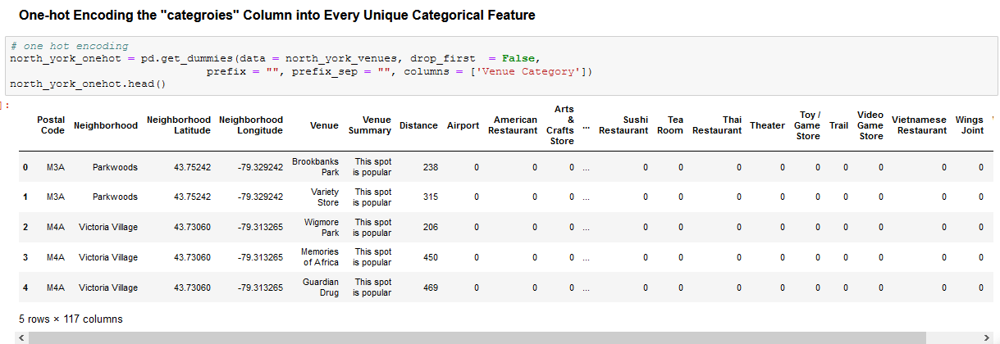 One-hot Encoding the "categroies" Column into Every Unique Categorical Feature
# one hot encoding
north_york_onehot = pd.get_dummies(data = north_york_venues, drop_first  = False,
prefix = "", prefix_sep = "", columns = ['Venue Category'])
north_york_onehot.head()
]:
Postal Code Neighborhood Neighborhood Latitude Neighborhood Longitude Venue Venue Summary Distance Airport American Restaurant Arts & Crafts Store ... Sushi Restaurant Tea Room Thai Restaurant Theater Toy / Game Store Trail Video Game Store Vietnamese Restaurant Wings Joint
0 M3A Parkwoods 43.75242 -79.329242 Brookbanks Park This spot is popular 238 0 0 0 ... 0 0 0 0 0 0 0 0 0
1 M3A Parkwoods 43.75242 -79.329242 Variety Store This spot is popular 315 0 0 0 ... 0 0 0 0 0 0 0 0 0
2 M4A Victoria Village 43.73060 -79.313265 Wigmore Park This spot is popular 206 0 0 0 ... 0 0 0 0 0 0 0 0 0
3 M4A Victoria Village 43.73060 -79.313265 Memories of Africa This spot is popular 450 0 0 0 ... 0 0 0 0 0 0 0 0 0
4 M4A Victoria Village 43.73060 -79.313265 Guardian Drug This spot is popular 469 0 0 0 ... 0 0 0 0 0 0 0 0 0
5 rows × 117 columns